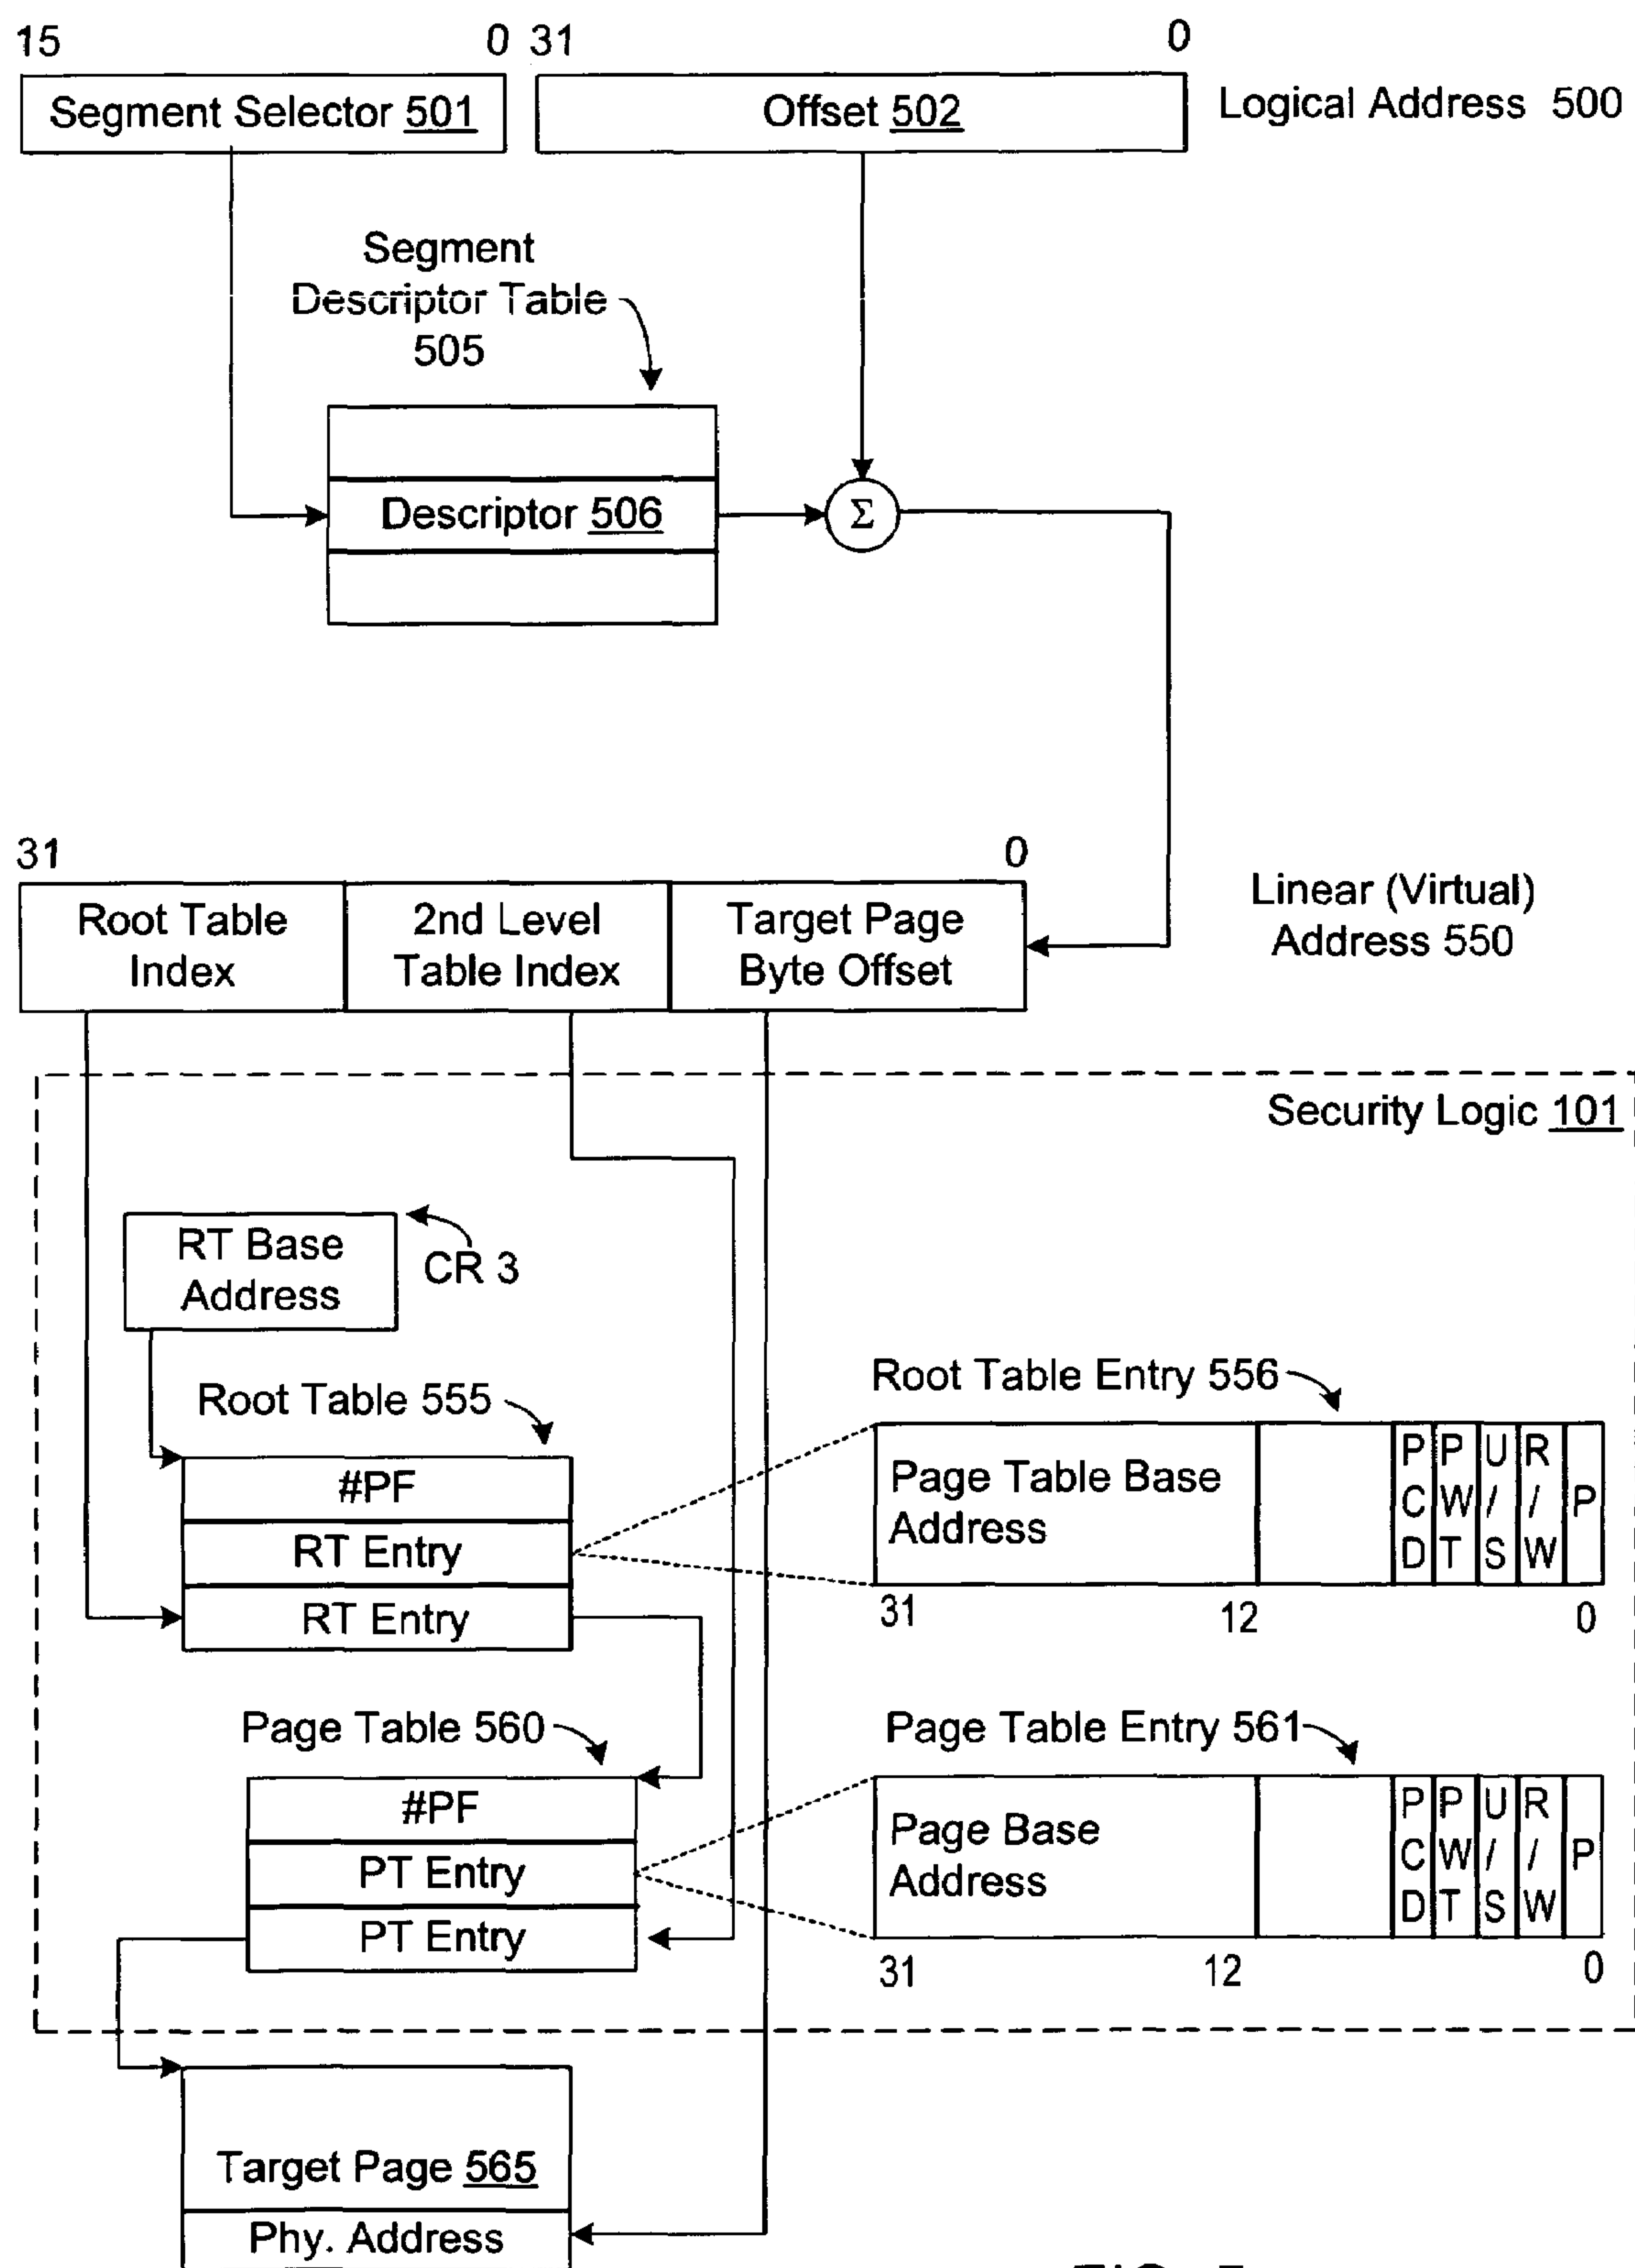 15 0 31 0
Segment Selector 501 Offset 502 Logical Address 500
Segment
Descriptor Table
505
Descriptor 506 Σ
31 0
Root Table
Index
2nd Level
Table Index
Target Page
Byte Offset
Linear (Virtual)
Address 550
Security Logic 101
RT Base
Address
CR 3
Root Table 555
#PF
RT Entry
RT Entry
Root Table Entry 556
Page Table Base
Address
P P U R
C W / / P
D T S W
31 12 0
Page Table 560
#PF
PT Entry
PT Entry
Page Table Entry 561
Page Base
Address
P P U R
C W / / P
D T S W
31 12 0
Target Page 565
Phy. Address